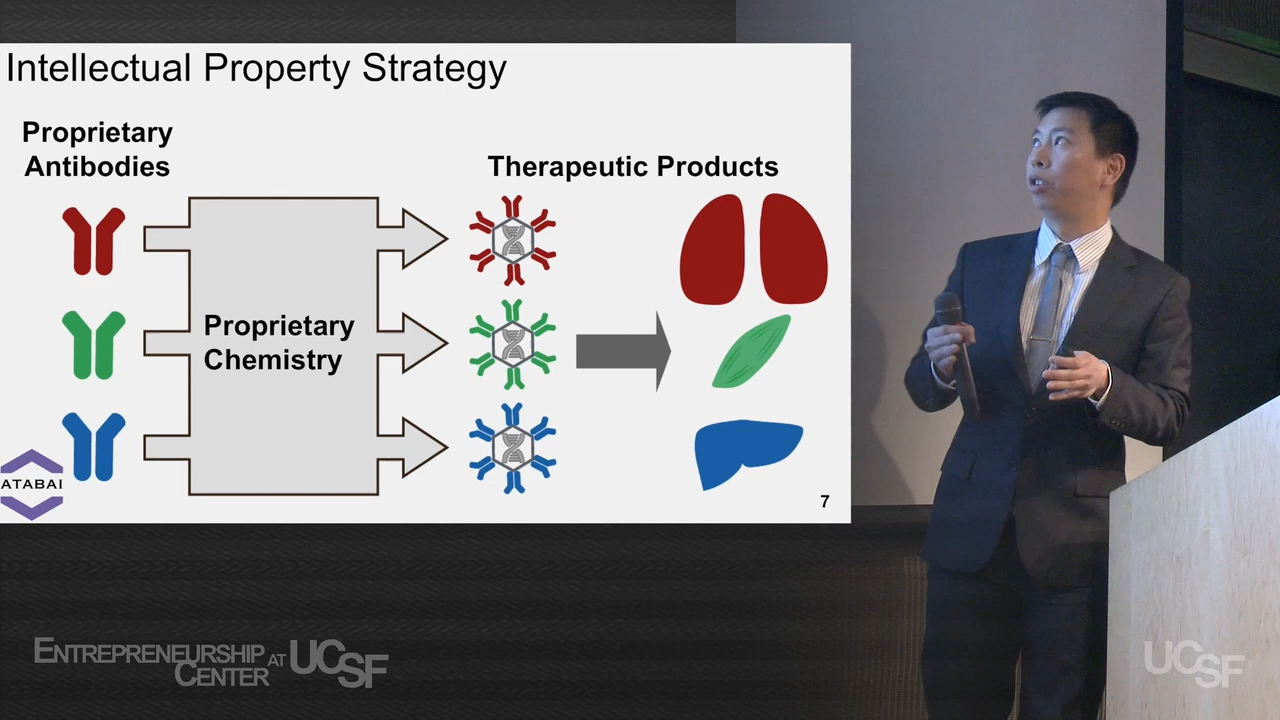 Intellectual Property Strategy
Proprietary
Antibodies
Therapeutic Products
Proprietary
Chemistry
ATABAI
7
ENTREPRENEURSHIP
CENTER AT UCSF
UCSF